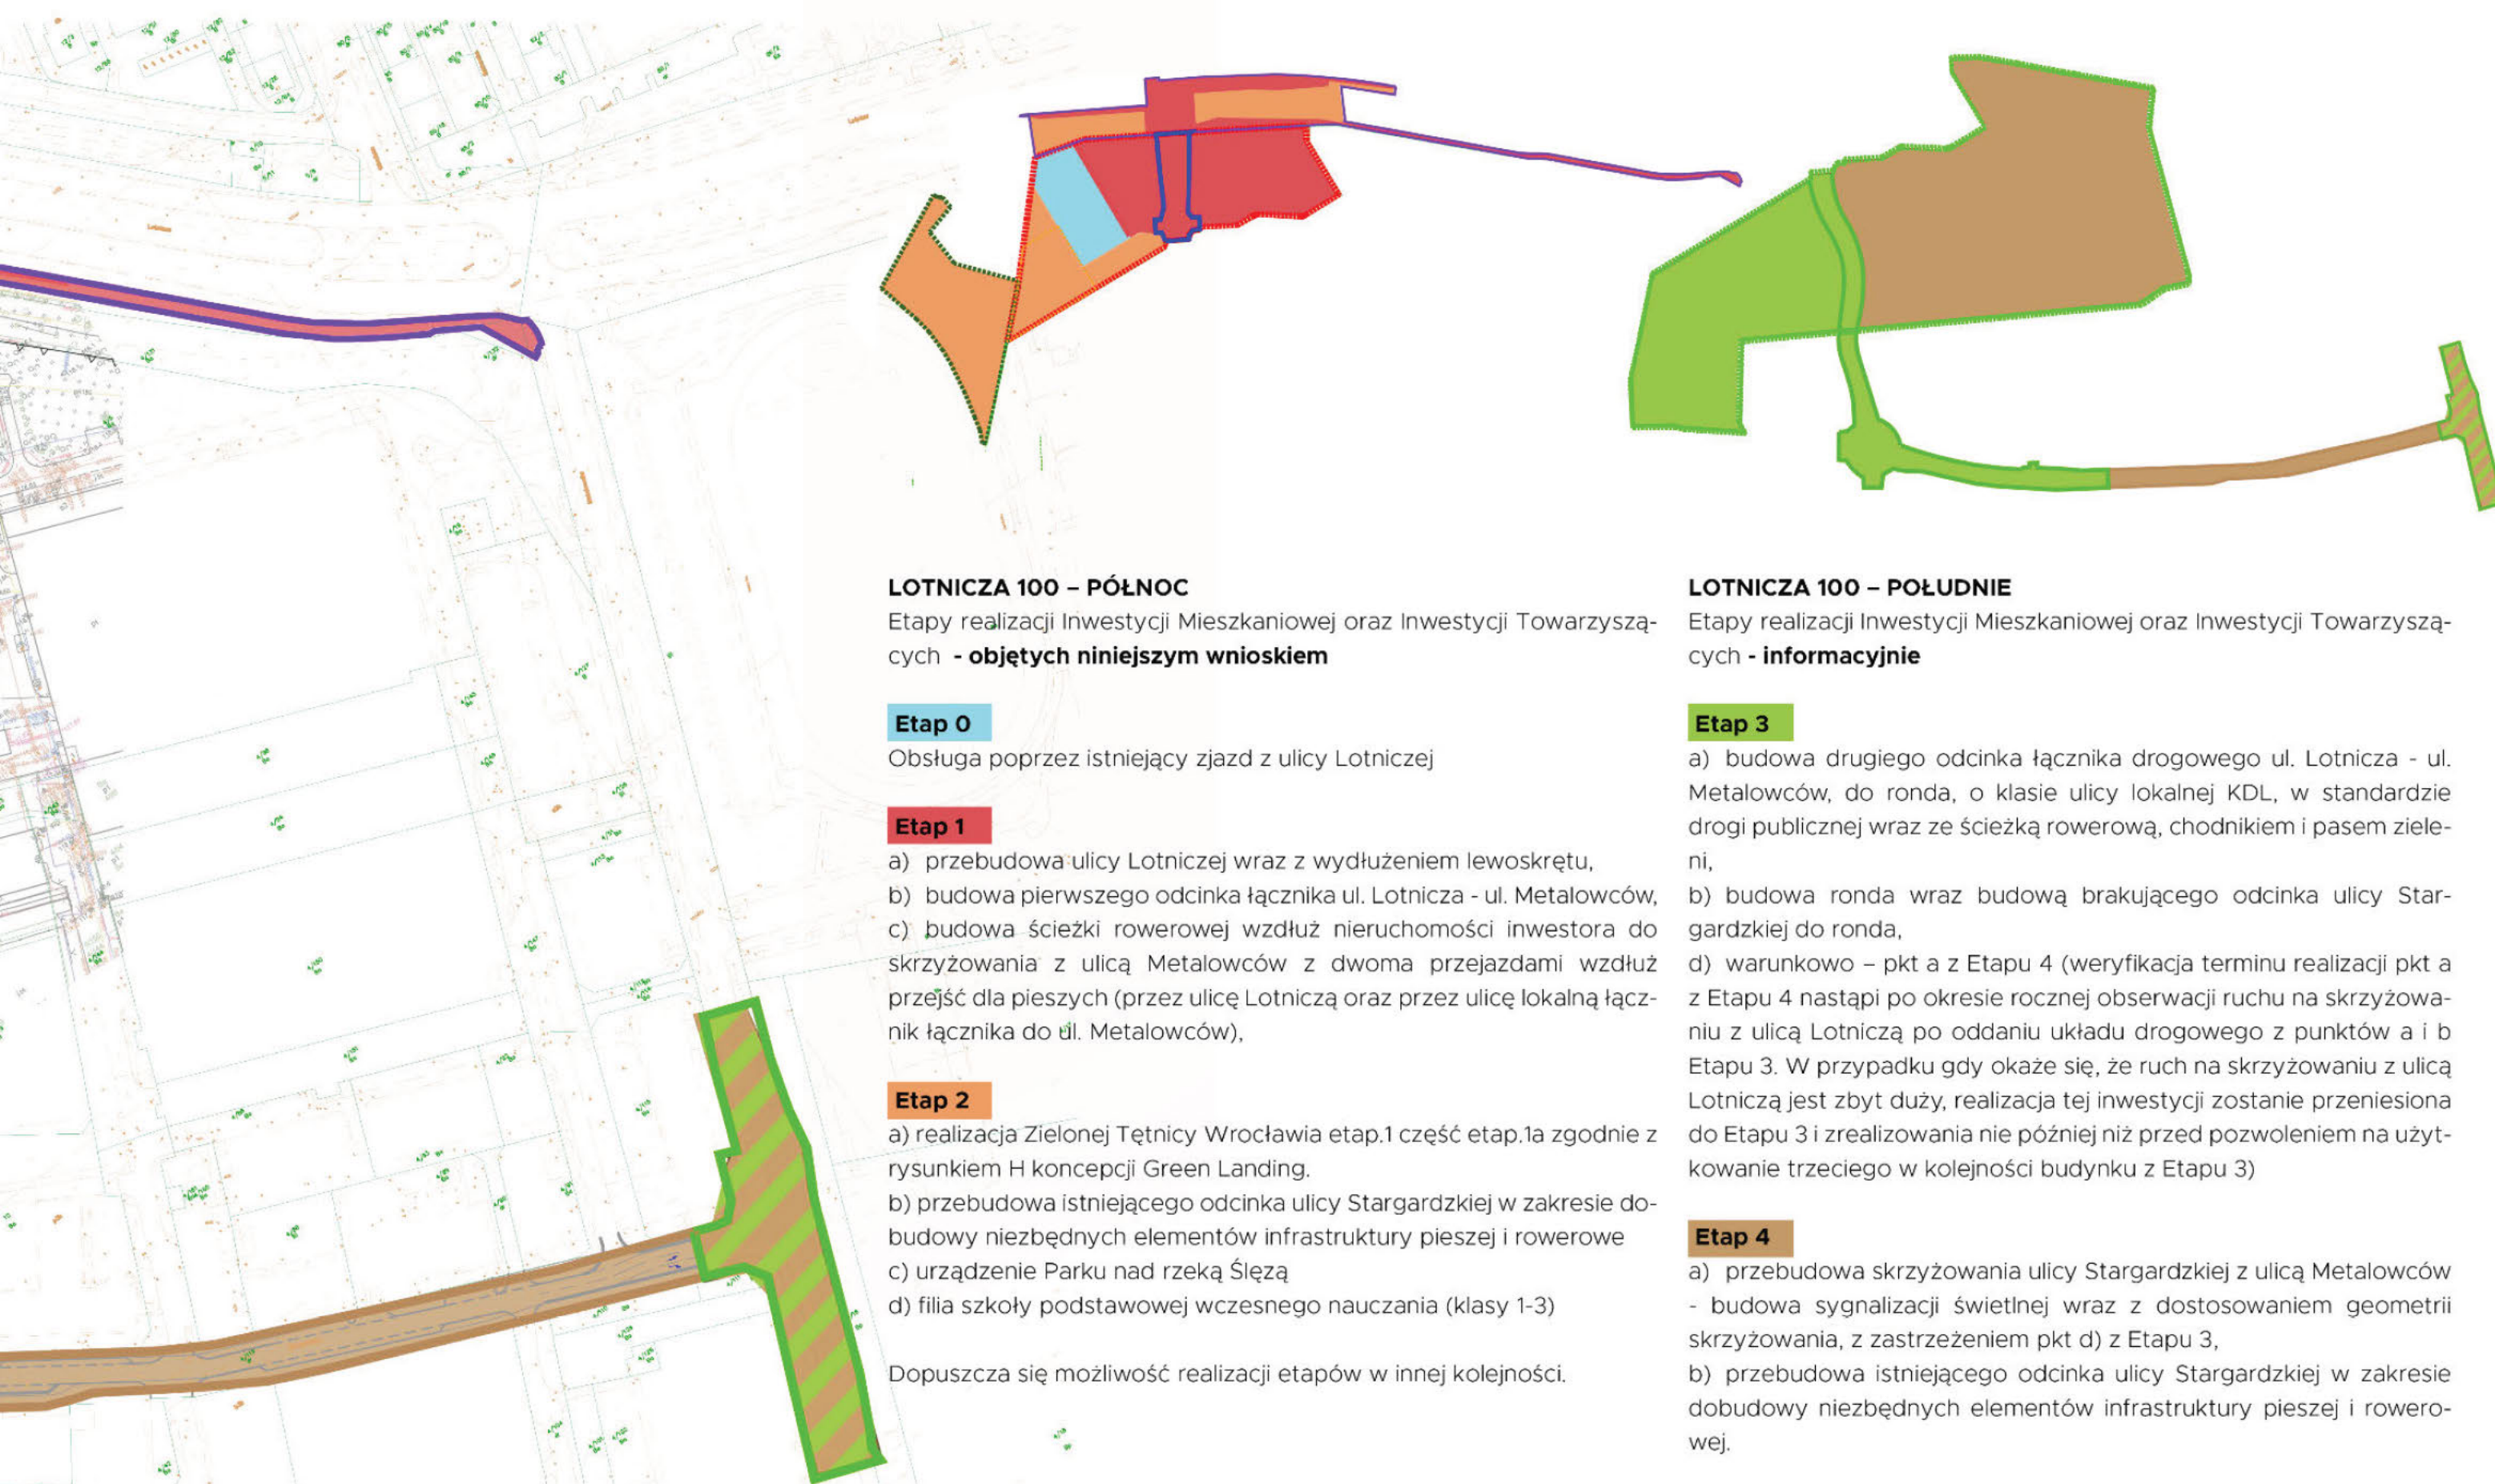 LOTNICZA 100 – PÓŁNOC
Etapy realizacji Inwestycji Mieszkaniowej oraz Inwestycji Towarzyszą-
cych - objętych niniejszym wnioskiem
Etap 0
Obsługa poprzez istniejący zjazd z ulicy Lotniczej
Etap 1
a) przebudowa ulicy Lotniczej wraz z wydłużeniem lewoskrętu,
b) budowa pierwszego odcinka łącznika ul. Lotnicza - ul. Metalowców,
c) budowa ścieżki rowerowej wzdłuż nieruchomości inwestora do
skrzyżowania z ulicą Metalowców z dwoma przejazdami wzdłuż
przejść dla pieszych (przez ulicę Lotniczą oraz przez ulicę lokalną łącz-
nik łącznika do ul. Metalowców),
Etap 2
a) realizacja Zielonej Tętnicy Wrocławia etap.1 część etap.1a zgodnie z
rysunkiem H koncepcji Green Landing.
b) przebudowa istniejącego odcinka ulicy Stargardzkiej w zakresie do-
budowy niezbędnych elementów infrastruktury pieszej i rowerowe
c) urządzenie Parku nad rzeką Ślęzą
d) filia szkoły podstawowej wczesnego nauczania (klasy 1-3)
Dopuszcza się możliwość realizacji etapów w innej kolejności.
LOTNICZA 100 – POŁUDNIE
Etapy realizacji Inwestycji Mieszkaniowej oraz Inwestycji Towarzyszą-
cych - informacyjnie
Etap 3
a) budowa drugiego odcinka łącznika drogowego ul. Lotnicza - ul.
Metalowców, do ronda, o klasie ulicy lokalnej KDL, w standardzie
drogi publicznej wraz ze ścieżką rowerową, chodnikiem i pasem ziele-
ni,
b) budowa ronda wraz budową brakującego odcinka ulicy Star-
gardzkiej do ronda,
d) warunkowo – pkt a z Etapu 4 (weryfikacja terminu realizacji pkt a
z Etapu 4 nastąpi po okresie rocznej obserwacji ruchu na skrzyżowa-
niu z ulicą Lotniczą po oddaniu układu drogowego z punktów a i b
Etapu 3. W przypadku gdy okaże się, że ruch na skrzyżowaniu z ulicą
Lotniczą jest zbyt duży, realizacja tej inwestycji zostanie przeniesiona
do Etapu 3 i zrealizowania nie później niż przed pozwoleniem na użyt-
kowanie trzeciego w kolejności budynku z Etapu 3)
Etap 4
a) przebudowa skrzyżowania ulicy Stargardzkiej z ulicą Metalowców
- budowa sygnalizacji świetlnej wraz z dostosowaniem geometrii
skrzyżowania, z zastrzeżeniem pkt d) z Etapu 3,
b) przebudowa istniejącego odcinka ulicy Stargardzkiej w zakresie
dobudowy niezbędnych elementów infrastruktury pieszej i rowero-
wej.